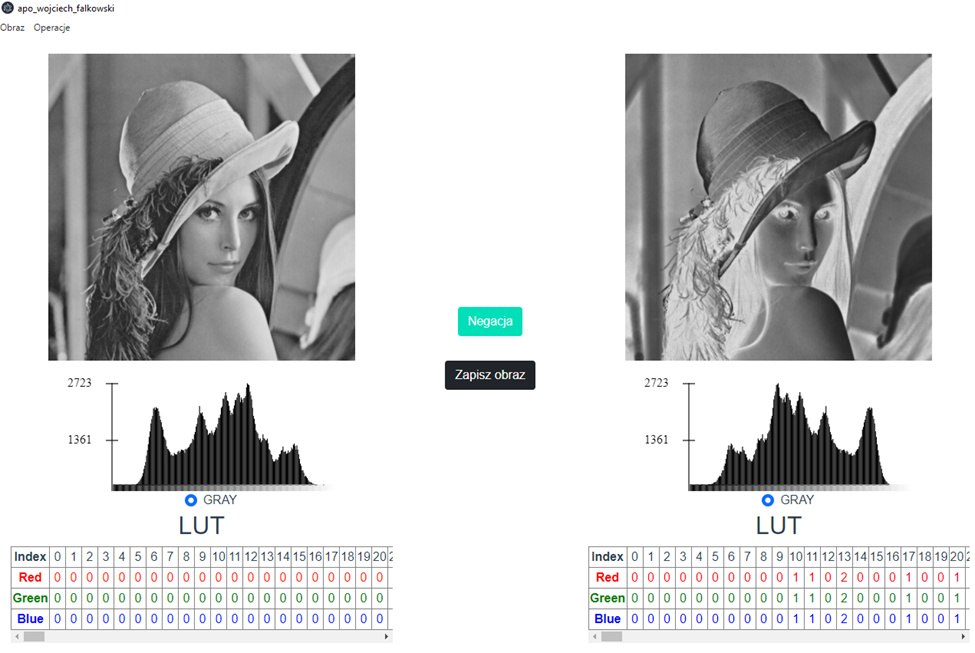 apo_wojciech_falkowski
Obraz Operacje
Negacja
Zapisz obraz
2723
1361
GRAY
LUT
Index 0 1 2 3 4 5 6 7 8 9 10 11 12 13 14 15 16 17 18 19 20
Red 0 0 0 0 0 0 0 0 0 0 0 0 0 0 0 0 0 0 0 0 0
Green 0 0 0 0 0 0 0 0 0 0 0 0 0 0 0 0 0 0 0 0 0
Blue 0 0 0 0 0 0 0 0 0 0 0 0 0 0 0 0 0 0 0 0 0
2723
1361
GRAY
LUT
Index 0 1 2 3 4 5 6 7 8 9 10 11 12 13 14 15 16 17 18 19 20
Red 0 0 0 0 0 0 0 0 0 0 1 1 0 2 0 0 0 1 0 0 1
Green 0 0 0 0 0 0 0 0 0 0 1 1 0 2 0 0 0 1 0 0 1
Blue 0 0 0 0 0 0 0 0 0 0 1 1 0 2 0 0 0 1 0 0 1